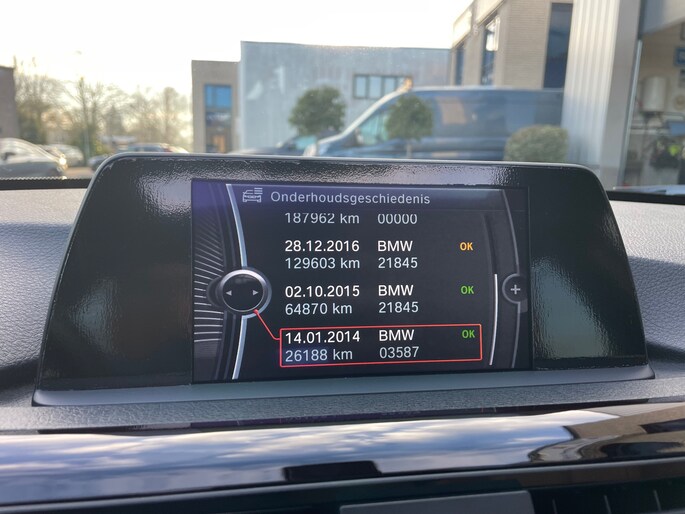 Onderhoudsgeschiedenis
187962 km 00000
28.12.2016 BMW OK
129603 km 21845
02.10.2015 BMW OK
64870 km 21845
14.01.2014 BMW OK
26188 km 03587